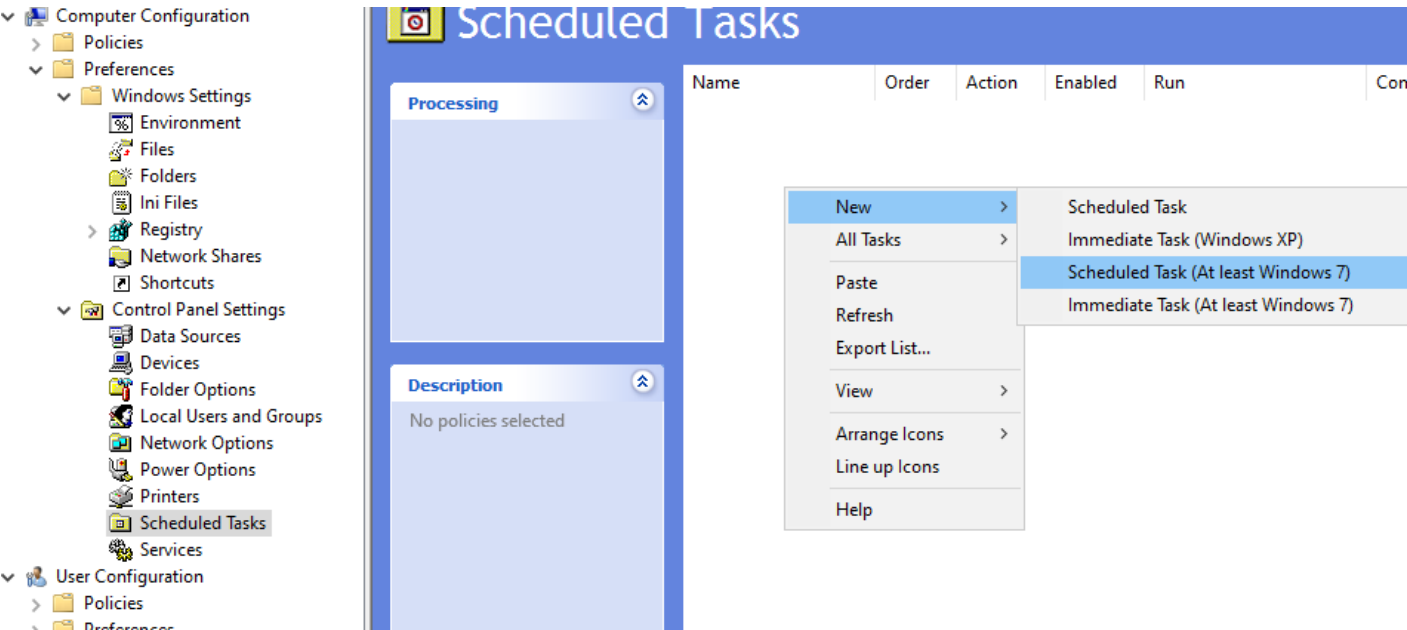 Computer Configuration
Policies
Preferences
Windows Settings
Environment
Files
Folders
Ini Files
Registry
Network Shares
Shortcuts
Control Panel Settings
Data Sources
Devices
Folder Options
Local Users and Groups
Network Options
Power Options
Printers
Scheduled Tasks
Services
User Configuration
Policies
Preferences
Scheduled Tasks
Processing
Description
No policies selected
Name Order Action Enabled Run Con
New
All Tasks
Paste
Refresh
Export List...
View
Arrange Icons
Line up Icons
Help
Scheduled Task
Immediate Task (Windows XP)
Scheduled Task (At least Windows 7)
Immediate Task (At least Windows 7)